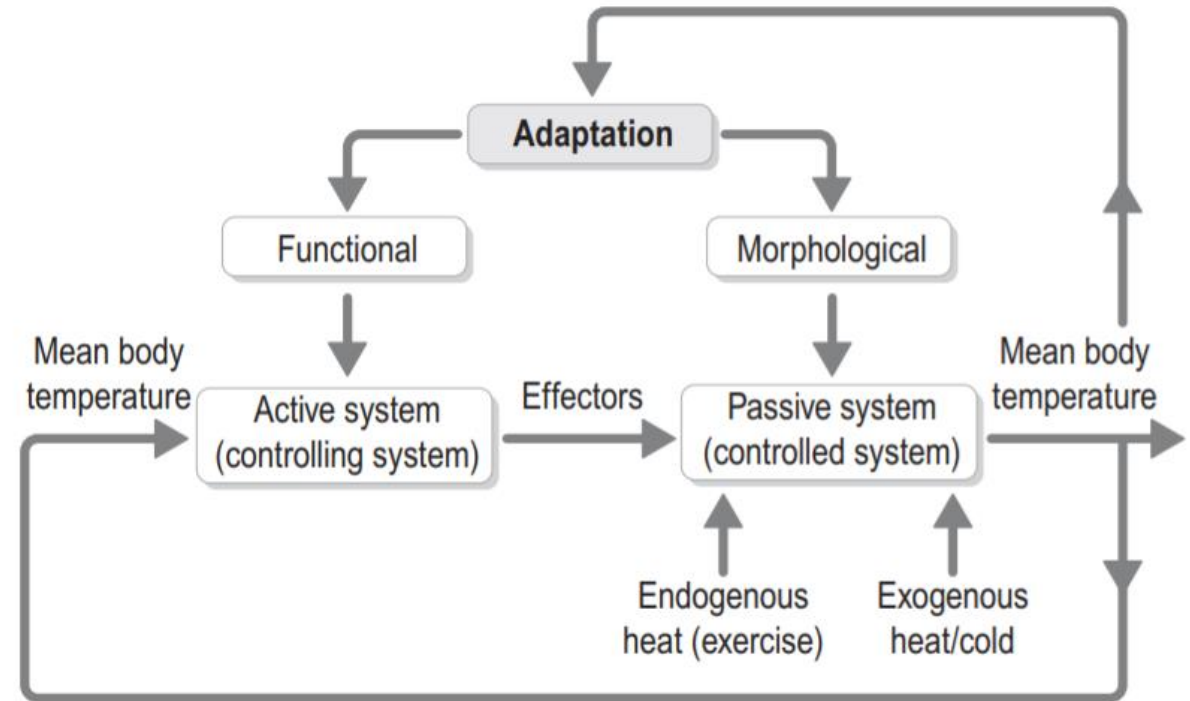 Adaptation
Functional
Morphological
Mean body
temperature
Active system
(controlling system)
Effectors
Passive system
(controlled system)
Mean body
temperature
Endogenous
heat (exercise)
Exogenous
heat/cold